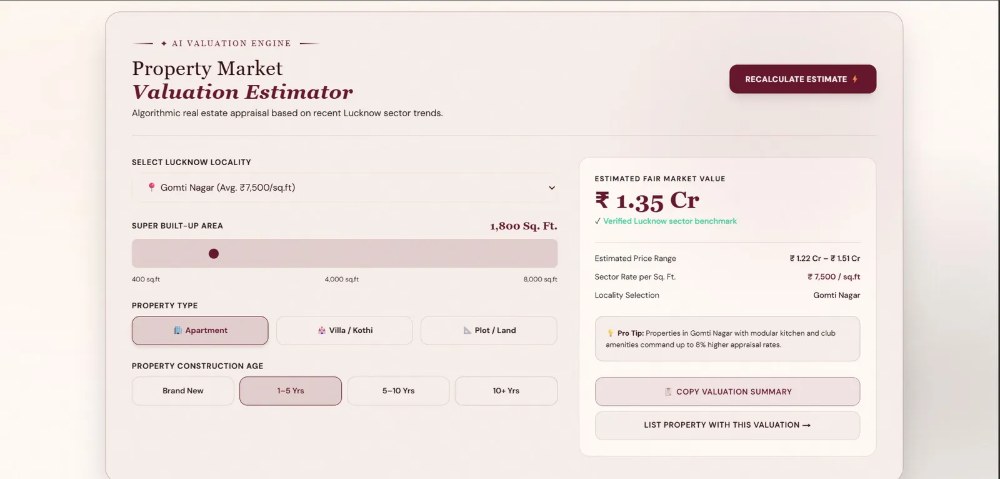 ✦ AI VALUATION ENGINE
Property Market
Valuation Estimator
Algorithmic real estate appraisal based on recent Lucknow sector trends.
RECALCULATE ESTIMATE ⚡
SELECT LUCKNOW LOCALITY
📍 Gomti Nagar (Avg. ₹7,500/sq.ft)
SUPER BUILT-UP AREA
1,800 Sq. Ft.
400 sq.ft
4,000 sq.ft
8,000 sq.ft
PROPERTY TYPE
🏢 Apartment
🏰 Villa / Kothi
📐 Plot / Land
PROPERTY CONSTRUCTION AGE
Brand New
1–5 Yrs
5–10 Yrs
10+ Yrs
ESTIMATED FAIR MARKET VALUE
₹ 1.35 Cr
✓ Verified Lucknow sector benchmark
Estimated Price Range
₹ 1.22 Cr – ₹ 1.51 Cr
Sector Rate per Sq. Ft.
₹ 7,500 / sq.ft
Locality Selection
Gomti Nagar
💡 Pro Tip: Properties in Gomti Nagar with modular kitchen and club
amenities command up to 8% higher appraisal rates.
📋 COPY VALUATION SUMMARY
LIST PROPERTY WITH THIS VALUATION →